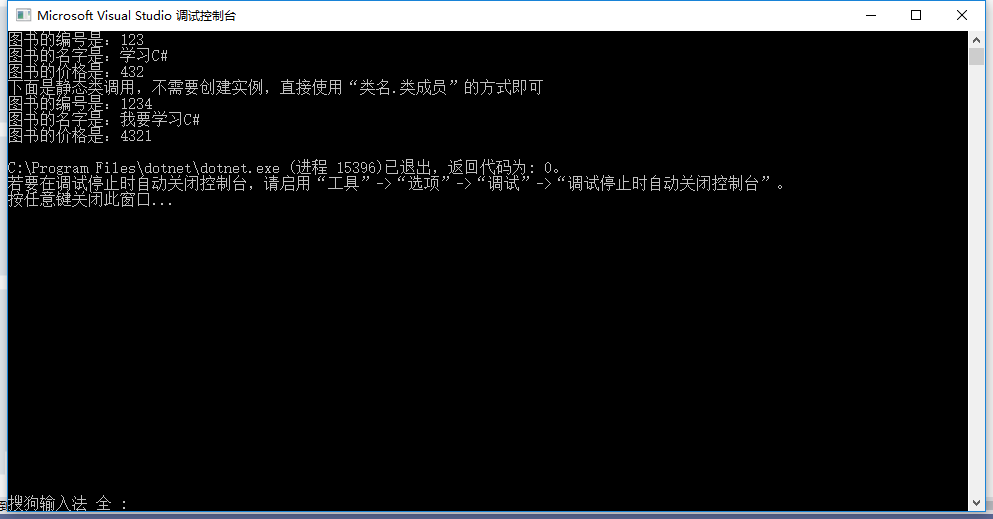 Microsoft Visual Studio 调试控制台
图书的编号是：123
图书的名字是：学习C#
图书的价格是：432
下面是静态类调用，不需要创建实例，直接使用“类名.类成员”的方式即可
图书的编号是：1234
图书的名字是：我要学习C#
图书的价格是：4321
C:\Program Files\dotnet\dotnet.exe (进程 15396)已退出，返回代码为: 0。
若要在调试停止时自动关闭控制台，请启用“工具”->“选项”->“调试”->“调试停止时自动关闭控制台”。
按任意键关闭此窗口...
搜狗输入法 全 :